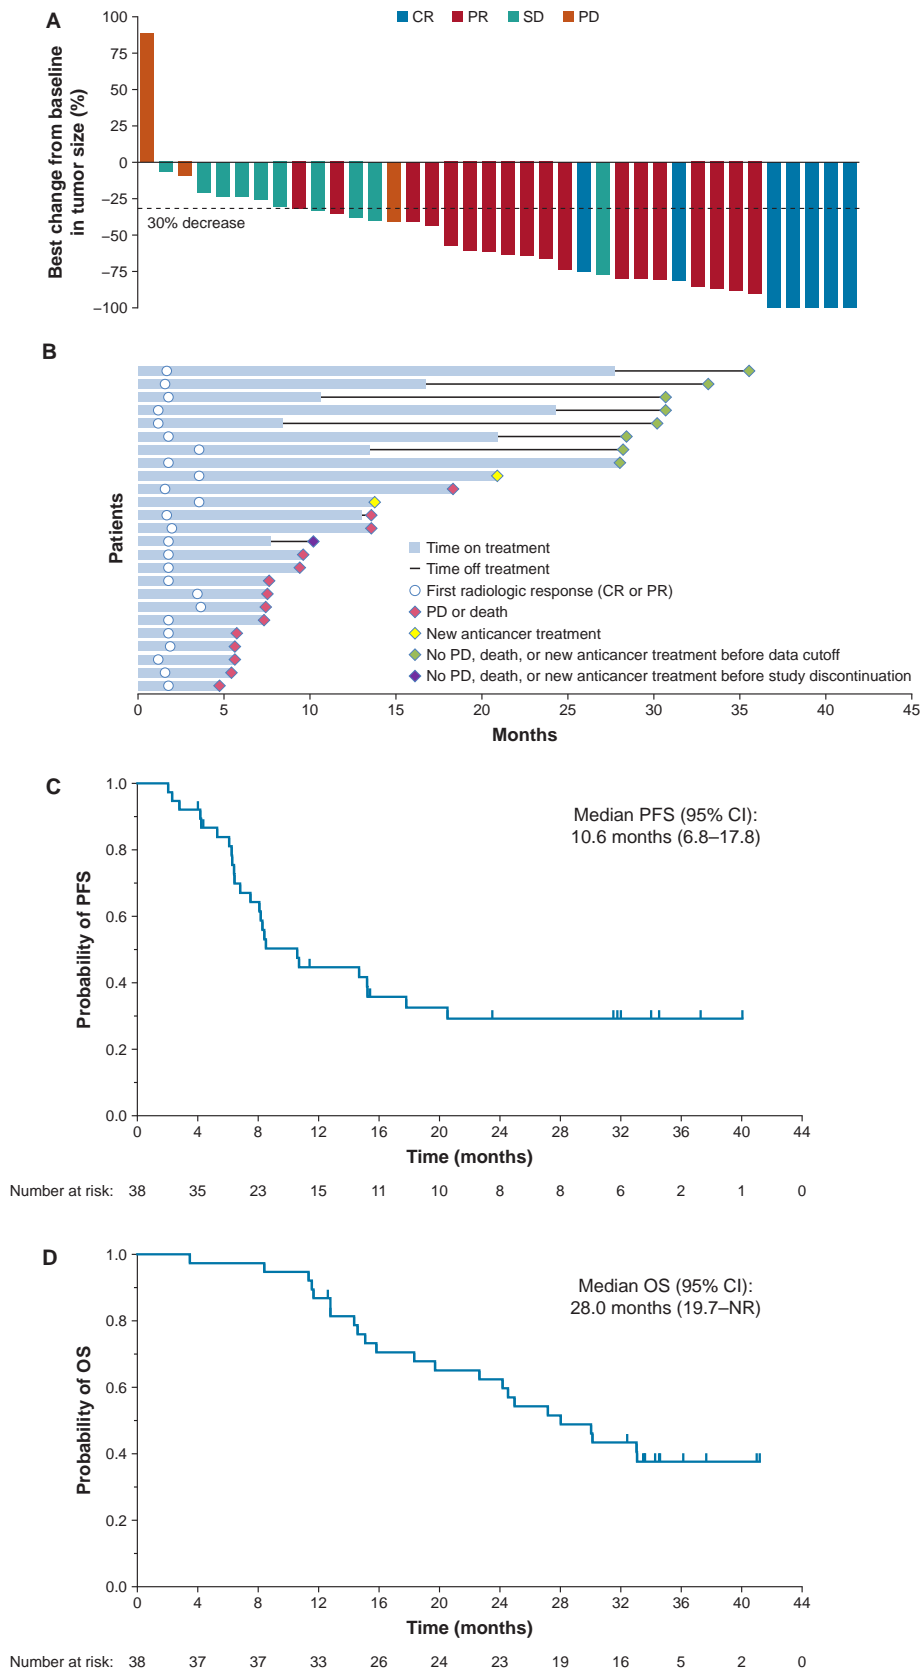 A
CR PR SD PD
Best change from baseline
in tumor size (%)
100
75
50
25
0
−25
−50
−75
−100
30% decrease
B
Patients
Time on treatment
Time off treatment
First radiologic response (CR or PR)
PD or death
New anticancer treatment
No PD, death, or new anticancer treatment before data cutoff
No PD, death, or new anticancer treatment before study discontinuation
0 5 10 15 20 25 30 35 40 45
Months
C
Median PFS (95% CI):
10.6 months (6.8–17.8)
Probability of PFS
1.0
0.8
0.6
0.4
0.2
0.0
0 4 8 12 16 20 24 28 32 36 40 44
Time (months)
Number at risk: 38 35 23 15 11 10 8 8 6 2 1 0
D
Median OS (95% CI):
28.0 months (19.7–NR)
Probability of OS
1.0
0.8
0.6
0.4
0.2
0.0
0 4 8 12 16 20 24 28 32 36 40 44
Time (months)
Number at risk: 38 37 37 33 26 24 23 19 16 5 2 0